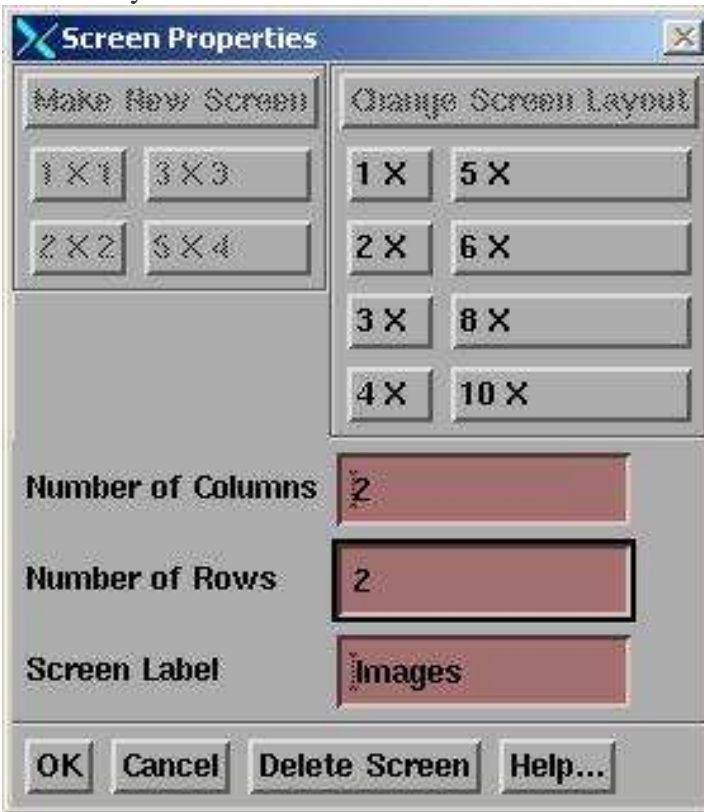 Screen Properties
Make New Screen
Change Screen Layout
1 X 1
3 X 3
1 X
5 X
2 X 2
5 X 4
2 X
6 X
3 X
8 X
4 X
10 X
Number of Columns
2
Number of Rows
2
Screen Label
Images
OK
Cancel
Delete Screen
Help...